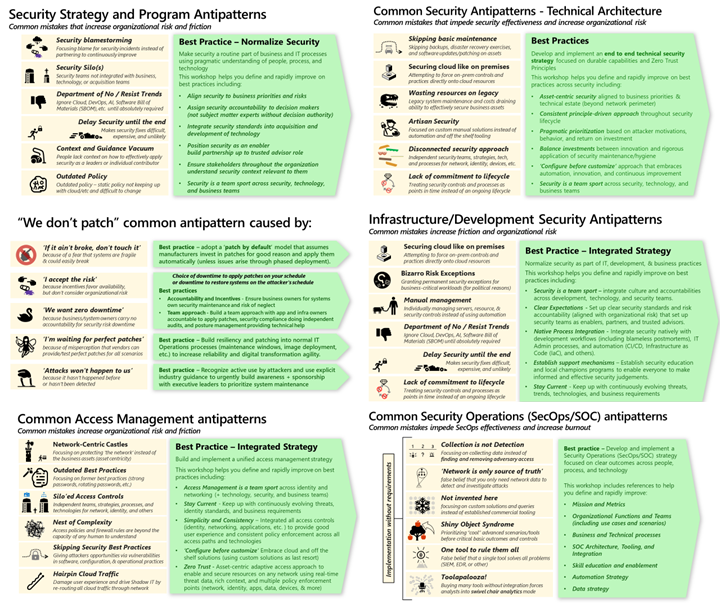 Security Strategy and Program Antipatterns
Common mistakes that increase organizational risk and friction
Security blamestorming
Focusing blame for security incidents instead of
partnering to continuously improve
Security Silo(s)
Security teams not integrated with business,
technology, or acquisition teams
Department of No / Resist Trends
Ignore Cloud, DevOps, AI, Software Bill of
Materials (SBOM), etc. until absolutely required
Delay Security until the end
Makes security fixes difficult,
expensive, and unlikely
Context and Guidance Vacuum
People lack context on how to effectively apply
security as a leader or individual contributor
Outdated Policy
Outdated policy – static policy not keeping up
with cloud/etc and difficult to change
Best Practice – Normalize Security
Make security a routine part of business and IT processes
using pragmatic understanding of people, process, and
technology
This workshop helps you define and rapidly improve on
best practices including:
• Align security to business priorities and risks
• Assign security accountability to decision makers
(not subject matter experts without decision authority)
• Integrate security strategies into acquisition and
development of technology
• Position security as an enabler
build partnership up to trusted advisor role
• Ensure stakeholders throughout the organization
understand security context relevant to them
• Security is a team sport across security, technology,
and business teams
Common Security Antipatterns - Technical Architecture
Common mistakes that impede security effectiveness and increase organizational risk
Skipping basic maintenance
Skipping backups, disaster recovery exercises,
and software updates/patching on assets
Securing cloud like on premises
Attempting to force on-prem controls and
practices directly onto cloud resources
Wasting resources on legacy
Legacy system maintenance and costs draining
ability to effectively secure business assets
Artisan Security
Focused on custom manual solutions instead of
automation and off the shelf tooling
Disconnected security approach
Independent security teams, strategies, tech,
and processes for network, identity, devices, etc.
Lack of commitment to lifecycle
Treating security controls and processes as
points in time instead of an ongoing lifecycle
Best Practices
Develop and implement an end to end technical security
strategy focused on durable capabilities and Zero Trust
Principles
This workshop helps you define and rapidly improve on best
practices across security including:
• Asset-centric security aligned to business priorities &
technical estate (beyond network perimeter)
• Consistent principle-driven approach throughout security
lifecycle
• Pragmatic prioritization based on attacker motivations,
behavior, and return on investment
• Balance investments between innovation and rigorous
application of security maintenance/hygiene
• 'Configure before customize' approach that embraces
automation, innovation, and continuous improvement
• Security is a team sport across security, technology, and
business teams
"We don't patch" common antipattern caused by:
'If it ain't broke, don't touch it'
because of a fear that systems are fragile
& could easily break
'I accept the risk'
because incentives favor availability,
but don't consider organizational risk
'We want zero downtime'
because business/system owners carry no
accountability for security risk downtime
'I'm waiting for perfect patches'
because of misperception that vendors can
provide/test perfect patches for all scenarios
'Attacks won't happen to us'
because it hasn't happened before
or hasn't been detected
Best practice – adopt a 'patch by default' model that assumes
manufacturers invest in patches for good reason and apply them
automatically (unless issues arise through phased deployment).
Choice of downtime to apply patches on your schedule
or downtime to restore systems on the attacker's schedule
Best practices
• Accountability and Incentives - Ensure business owners for systems
own security maintenance and risk of neglect
• Team approach - Build a team approach with app and infra owners
accountable to apply patches, security compliance doing independent
audits, and posture management providing technical help
Best practice – Build resiliency and patching into normal IT
Operations processes (maintenance windows, image deployment,
etc.) to increase reliability and digital transformation agility.
Best practice – Recognize active use by attackers and use explicit
industry guidance to urgently build awareness + sponsorship
with executive leaders to prioritize system maintenance
Infrastructure/Development Security Antipatterns
Common mistakes increase friction and organizational risk
Securing cloud like on premises
Attempting to force on-prem controls and
practices directly onto cloud resources
Bizarro Risk Exceptions
Granting permanent security exceptions for
business-critical workloads (for political reasons)
Manual management
Individually managing servers, resource, &
security controls instead of using automation
Department of No / Resist Trends
Ignore Cloud, DevOps, AI, Software Bill of
Materials (SBOM) until absolutely required
Delay Security until the end
Makes security fixes difficult,
expensive, and unlikely
Lack of commitment to lifecycle
Treating security controls and processes as
points in time instead of an ongoing lifecycle
Best Practice – Integrated Strategy
Normalize security as part of IT, development, & business practices
This workshop helps you define and rapidly improve on best
practices including:
• Security is a team sport – integrate culture and accountabilities
across development, technology, and security teams.
• Clear Expectations - Set up clear security standards and risk
accountability (aligned with organizational risk) that set up
security teams as enablers, partners, and trusted advisors.
• Native Process Integration - Integrate security natively with
development workflows (including blameless postmortems), IT
Admin processes, and automation (CI/CD, Infrastructure as
Code (IaC), and others).
• Establish support mechanisms – Establish security education
and local champions programs to enable everyone to make
informed and effective security judgements.
• Stay Current - Keep up with continuously evolving threats,
trends, technologies, and business requirements.
Common Access Management antipatterns
Common mistakes increase organizational risk and friction
Network-Centric Castles
Focusing on protecting 'the network' instead of
the business assets (asset centricity)
Outdated Best Practices
Focusing on former best practices (strong
passwords, rotating passwords, etc.)
Silo'ed Access Controls
Independent teams, strategies, processes, and
technologies for network, identity, and others
Nest of Complexity
Access policies and firewall rules are beyond the
capacity of any human to understand
Skipping Security Best Practices
Giving attackers opportunities via vulnerabilities
in software, configuration, & operational practices
Hairpin Cloud Traffic
Damage user experience and drive Shadow IT by
re-routing all cloud traffic through network
Best Practice – Integrated Strategy
Build and implement a unified access management strategy
This workshop helps you define and rapidly improve on best
practices including:
• Access Management is a team sport across identity and
networking (+ technology, security, and business teams)
• Stay Current - Keep up with continuously evolving threats,
identity standards, and business requirements
• Simplicity and Consistency – Integrated all access controls
(identity, networking, applications, etc.) to provide good
user experience and consistent policy enforcement across all
access paths and technologies
• 'Configure before customize' Embrace cloud and off the
shelf solutions (using custom solutions as last resort)
• Zero Trust - Asset-centric adaptive access approach to
enable and secure resources on any network using real-time
threat data, rich context, and multiple policy enforcement
points (network, identity, apps, data, devices, & more)
Common Security Operations (SecOps/SOC) antipatterns
Common mistakes impede SecOps effectiveness and increase burnout
Implementation without requirements
Collection is not Detection
Focusing on collecting data instead of
finding and removing adversary access
'Network is only source of truth'
false belief that you only need network data to
detect and investigate attacks
Not invented here
focusing on custom solutions and queries
instead of established commercial tooling
Shiny Object Syndrome
Prioritizing "cool" advanced scenarios/tools
before critical basic outcomes and controls
One tool to rule them all
False belief that a single tool solves all problems
(SIEM, EDR, or other)
Toolapalooza!
Buying many tools without integration forces
analysts into swivel chair analytics mode
Best practice – Develop and implement a
Security Operations (SecOps/SOC) strategy
focused on clear outcomes across people,
process, and technology
This workshop includes references to help
you define and rapidly improve:
• Mission and Metrics
• Organizational Functions and Teams
(including use cases and scenarios)
• Business and Technical processes
• SOC Architecture, Tooling, and
Integration
• Skill education and enablement
• Automation Strategy
• Data strategy